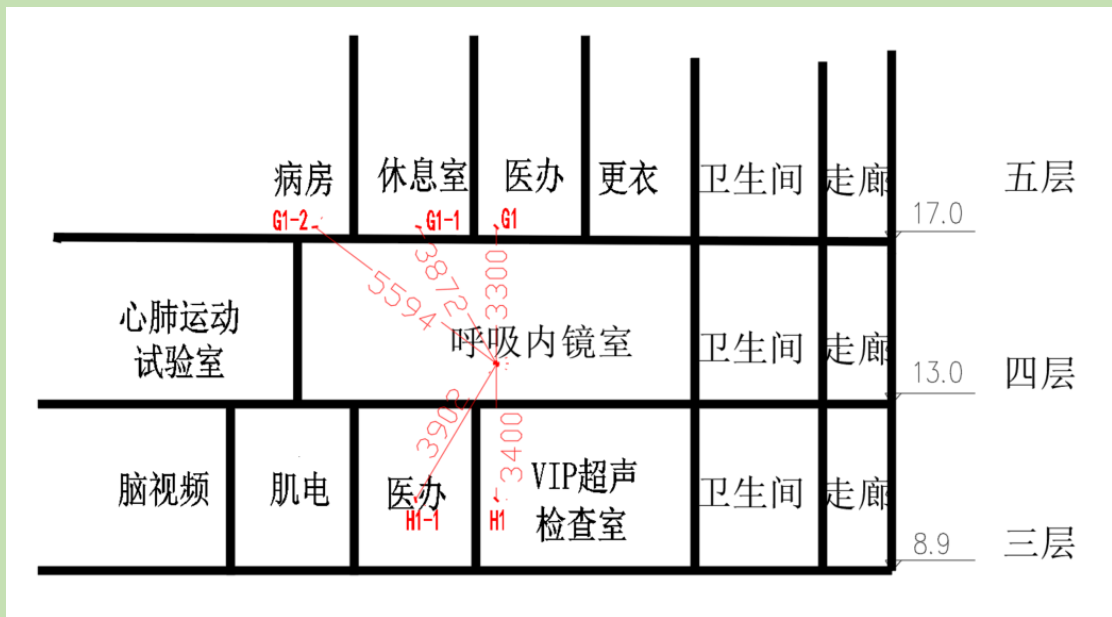 病房
休息室
医办
更衣
卫生间
走廊
五层
G1-2
G1-1
G1
17.0
5594
3872
3300
心肺运动
试验室
呼吸内镜室
卫生间
走廊
四层
13.0
3902
3400
脑视频
肌电
医办
VIP超声
检查室
卫生间
走廊
三层
H1-1
H1
8.9